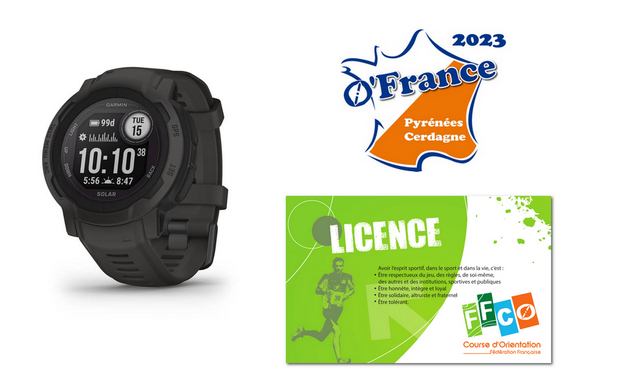 GARMIN
99d
TUE
15
10:10 38
5:56 8:47
SOLAR
2023
O'France
Pyrénées
Cerdagne
LICENCE
Avoir l'esprit sportif, dans le sport et dans la vie, c'est :
• Être respectueux du jeu, des règles, de soi-même,
des autres et des institutions, sportives et publiques
• Être honnête, intègre et loyal
• Être solidaire, altruiste et fraternel
• Être tolérant.
FFCO
Course d'Orientation
Fédération Française